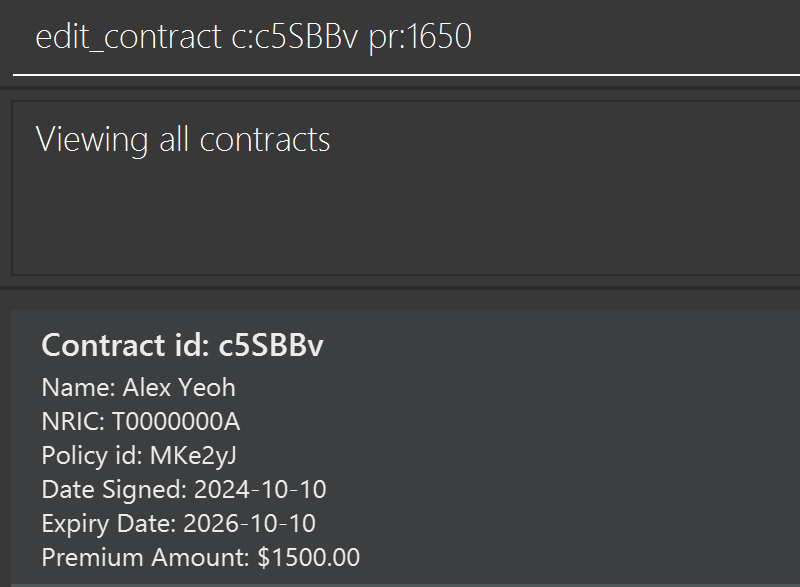 edit_contract c:c5SBBv pr:1650
Viewing all contracts
Contract id: c5SBBv
Name: Alex Yeoh
NRIC: T0000000A
Policy id: MKe2yJ
Date Signed: 2024-10-10
Expiry Date: 2026-10-10
Premium Amount: $1500.00